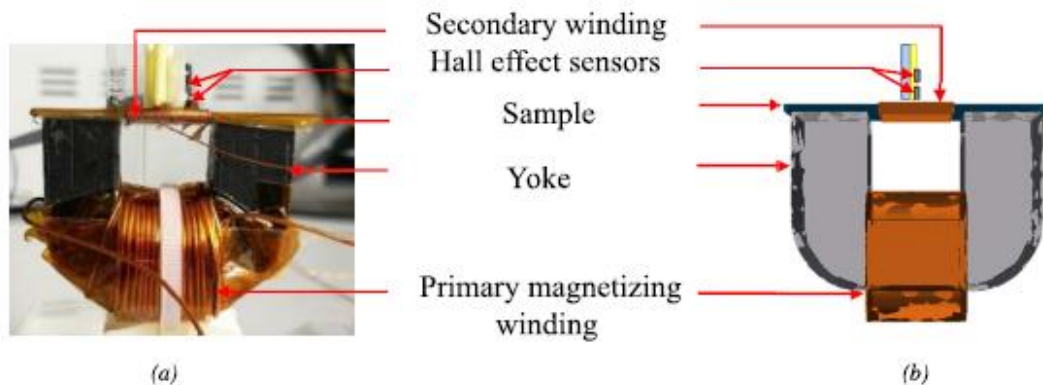 Secondary winding
Hall effect sensors
Sample
Yoke
Primary magnetizing
winding
(a)
(b)